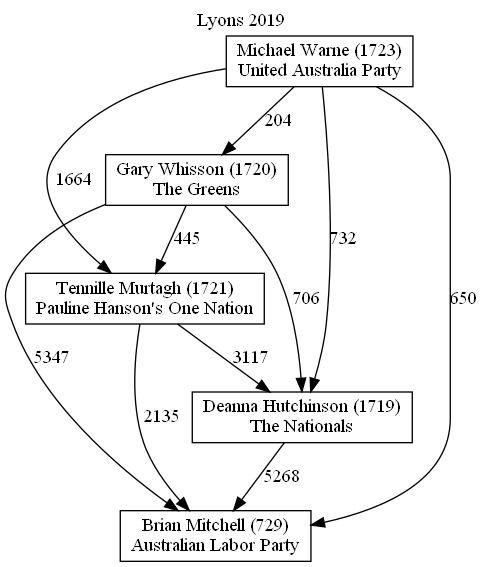 Lyons 2019
Michael Warne (1723)
United Australia Party
204
Gary Whisson (1720)
The Greens
1664
445
732
650
Tennille Murtagh (1721)
Pauline Hanson's One Nation
706
5347
3117
2135
Deanna Hutchinson (1719)
The Nationals
5268
Brian Mitchell (729)
Australian Labor Party